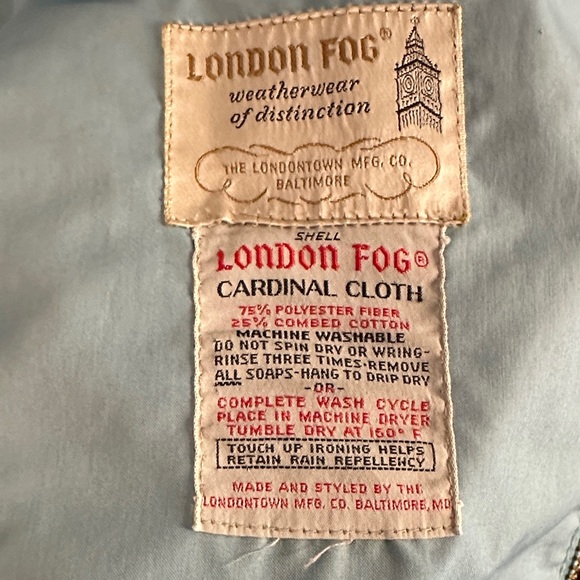 LONDON FOG®
weatherwear
of distinction
THE LONDONTOWN MFG. CO.
BALTIMORE
SHELL
LONDON FOG®
CARDINAL CLOTH
75% POLYESTER FIBER
25% COMBED COTTON
MACHINE WASHABLE
DO NOT SPIN DRY OR WRING-
RINSE THREE TIMES-REMOVE
ALL SOAPS-HANG TO DRIP DRY
-OR-
COMPLETE WASH CYCLE
PLACE IN MACHINE DRYER
TUMBLE DRY AT 160° F
TOUCH UP IRONING HELPS
RETAIN RAIN REPELLENCY
MADE AND STYLED BY THE
LONDONTOWN MFG. CO. BALTIMORE, MD